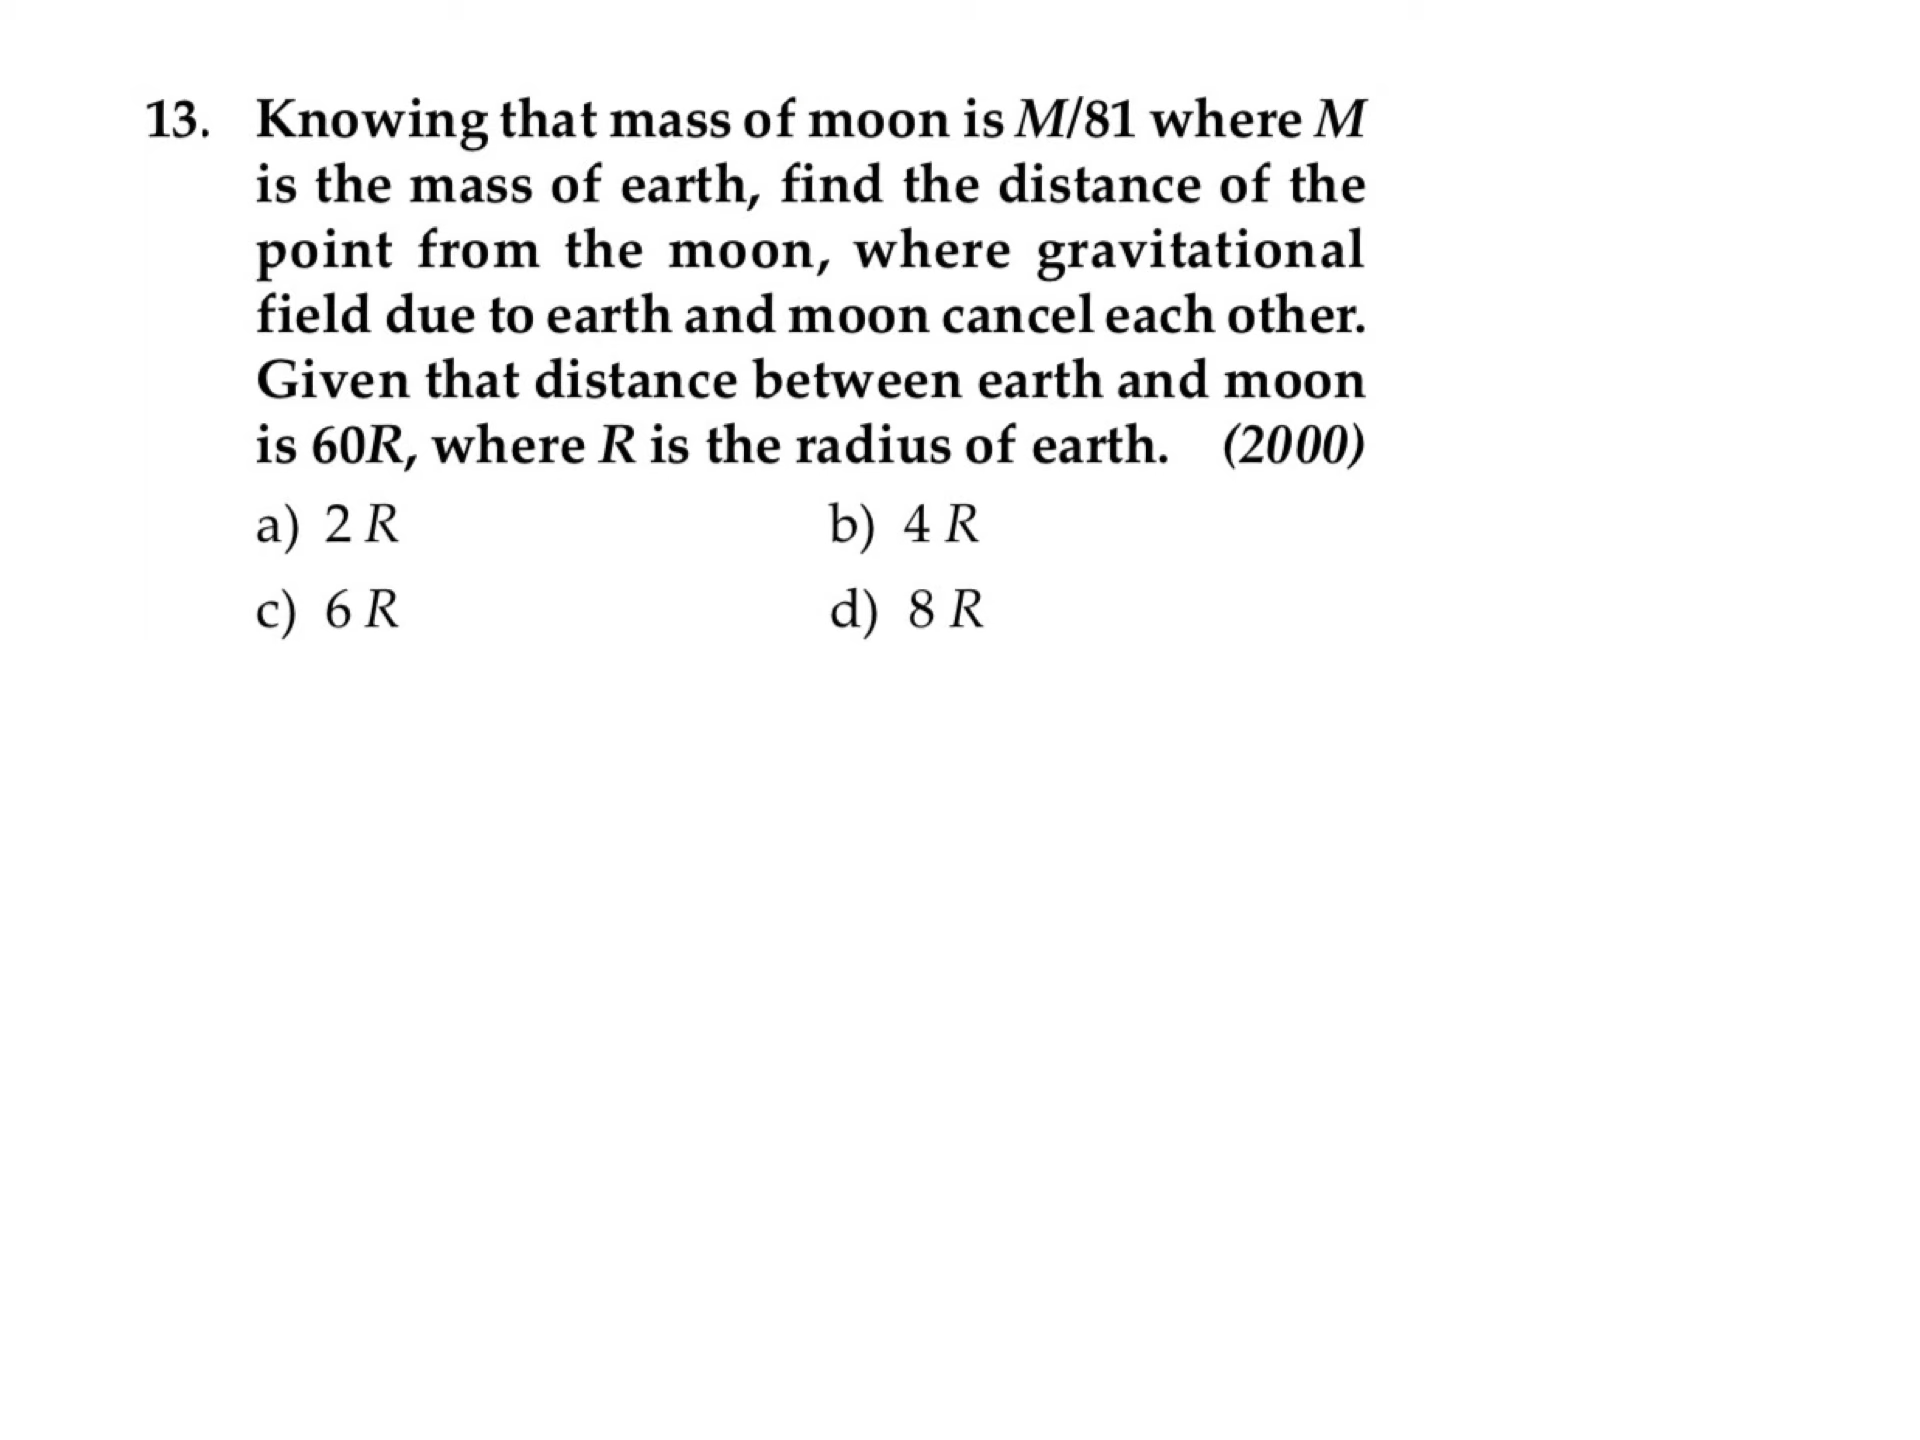 13. Knowing that mass of moon is M/81 where M
is the mass of earth, find the distance of the
point from the moon, where gravitational
field due to earth and moon cancel each other.
Given that distance between earth and moon
is 60R, where R is the radius of earth. (2000)
a) 2 R b) 4 R
c) 6 R d) 8 R